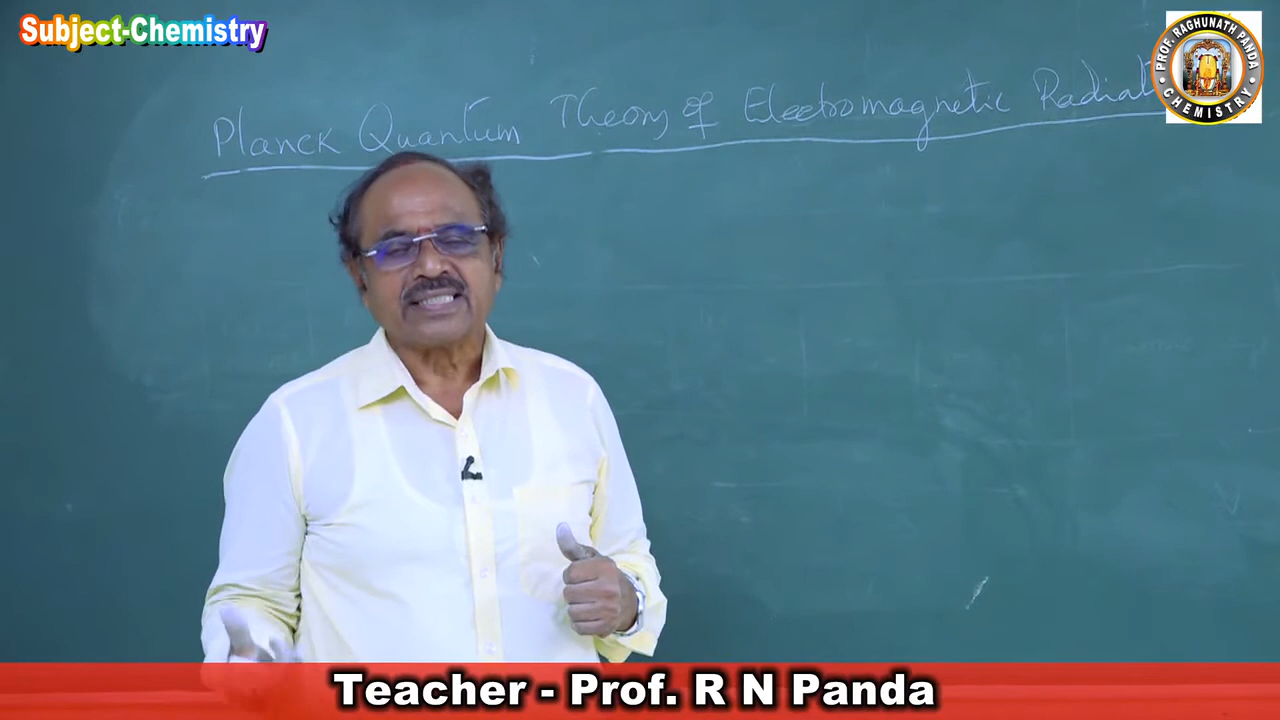 Subject-Chemistry
PROF. RAGHUNATH PANDA
CHEMISTRY
Planck Quantum Theory of Electromagnetic
Teacher - Prof. R N Panda